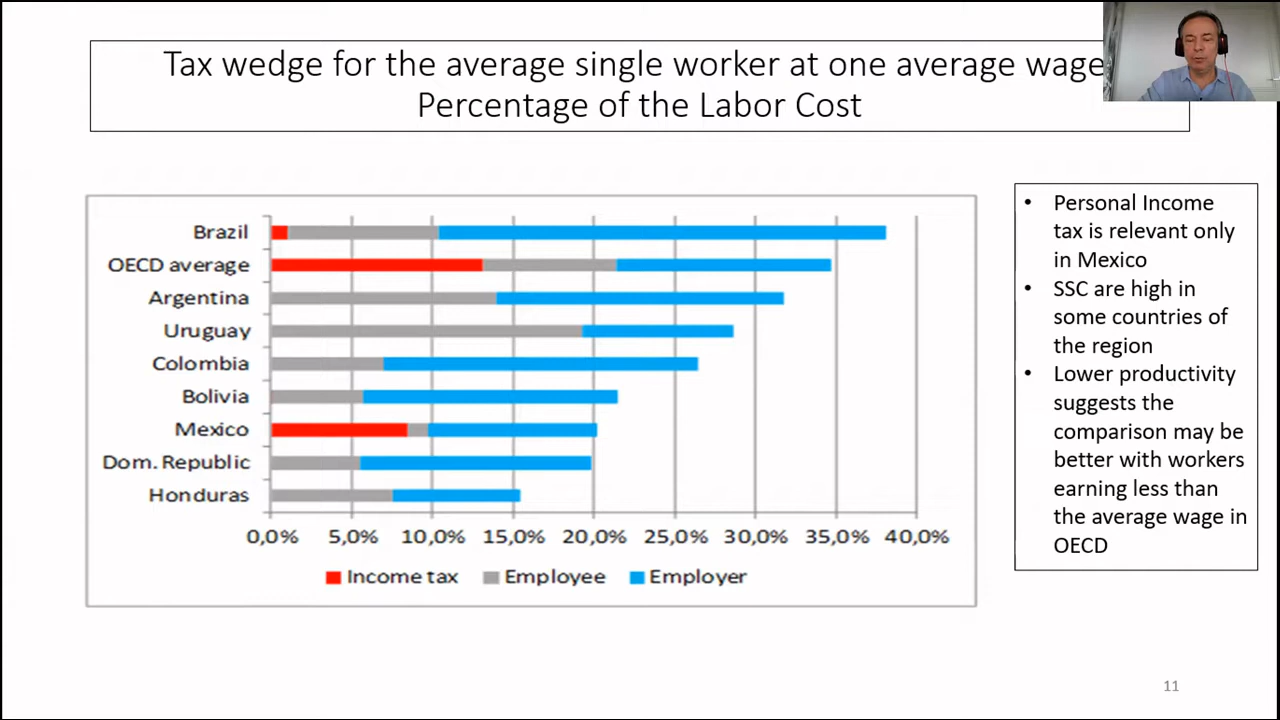 Tax wedge for the average single worker at one average wage
Percentage of the Labor Cost
Brazil
OECD average
Argentina
Uruguay
Colombia
Bolivia
Mexico
Dom. Republic
Honduras
0,0% 5,0% 10,0% 15,0% 20,0% 25,0% 30,0% 35,0% 40,0%
Income tax Employee Employer
• Personal Income
tax is relevant only
in Mexico
• SSC are high in
some countries of
the region
• Lower productivity
suggests the
comparison may be
better with workers
earning less than
the average wage in
OECD
11